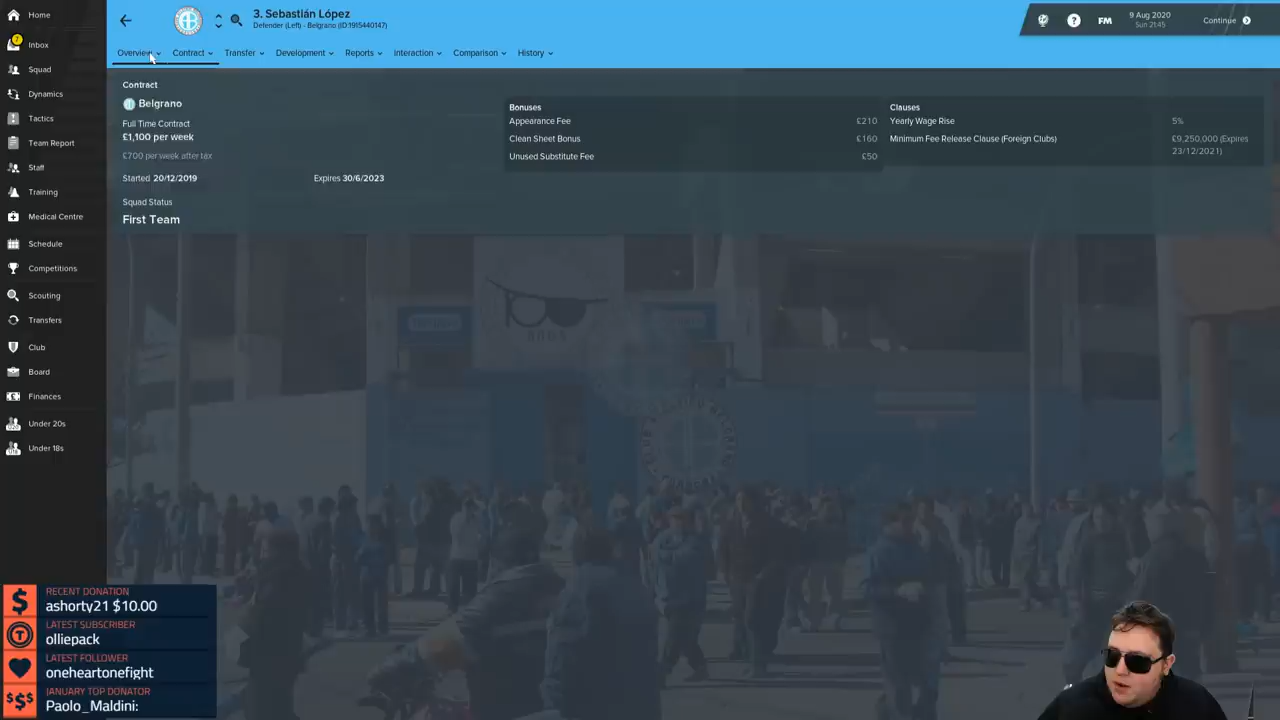 Home
Inbox
7
Squad
Dynamics
Tactics
Team Report
Staff
Training
Medical Centre
Schedule
Competitions
Scouting
Transfers
Club
Board
Finances
Under 20s
Under 18s
3. Sebastián López
Defender (Left) - Belgrano (ID:1915440147)
FM
9 Aug 2020
Sun 21:45
Continue
Overview
Contract
Transfer
Development
Reports
Interaction
Comparison
History
Contract
Belgrano
Full Time Contract
£1,100 per week
£700 per week after tax
Started 20/12/2019
Expires 30/6/2023
Squad Status
First Team
Bonuses
Appearance Fee £210
Clean Sheet Bonus £160
Unused Substitute Fee £50
Clauses
Yearly Wage Rise 5%
Minimum Fee Release Clause (Foreign Clubs) £9,250,000 (Expires
23/12/2021)
RECENT DONATION
ashorty21 $10.00
LATEST SUBSCRIBER
olliepack
LATEST FOLLOWER
oneheartonefight
JANUARY TOP DONATOR
Paolo_Maldini: